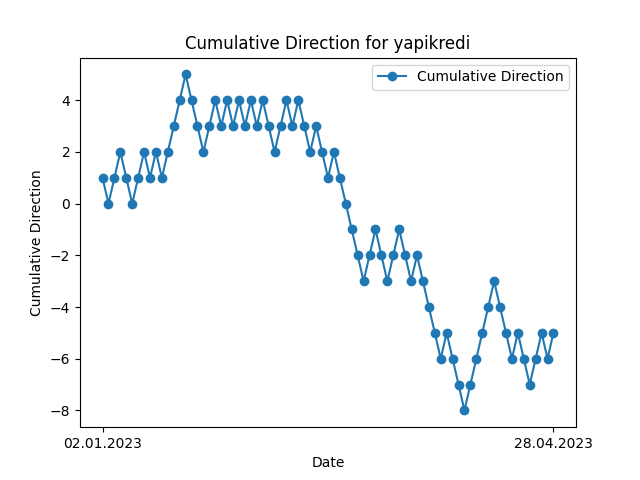 Cumulative Direction for yapikredi
Cumulative Direction
4
2
0
−2
−4
−6
−8
Cumulative Direction
02.01.2023
28.04.2023
Date